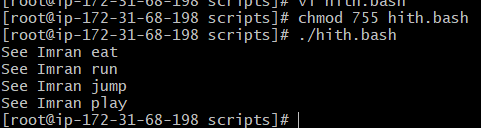 [root@ip-172-31-68-198 scripts]# vi hith.bash
[root@ip-172-31-68-198 scripts]# chmod 755 hith.bash
[root@ip-172-31-68-198 scripts]# ./hith.bash
See Imran eat
See Imran run
See Imran jump
See Imran play
[root@ip-172-31-68-198 scripts]#